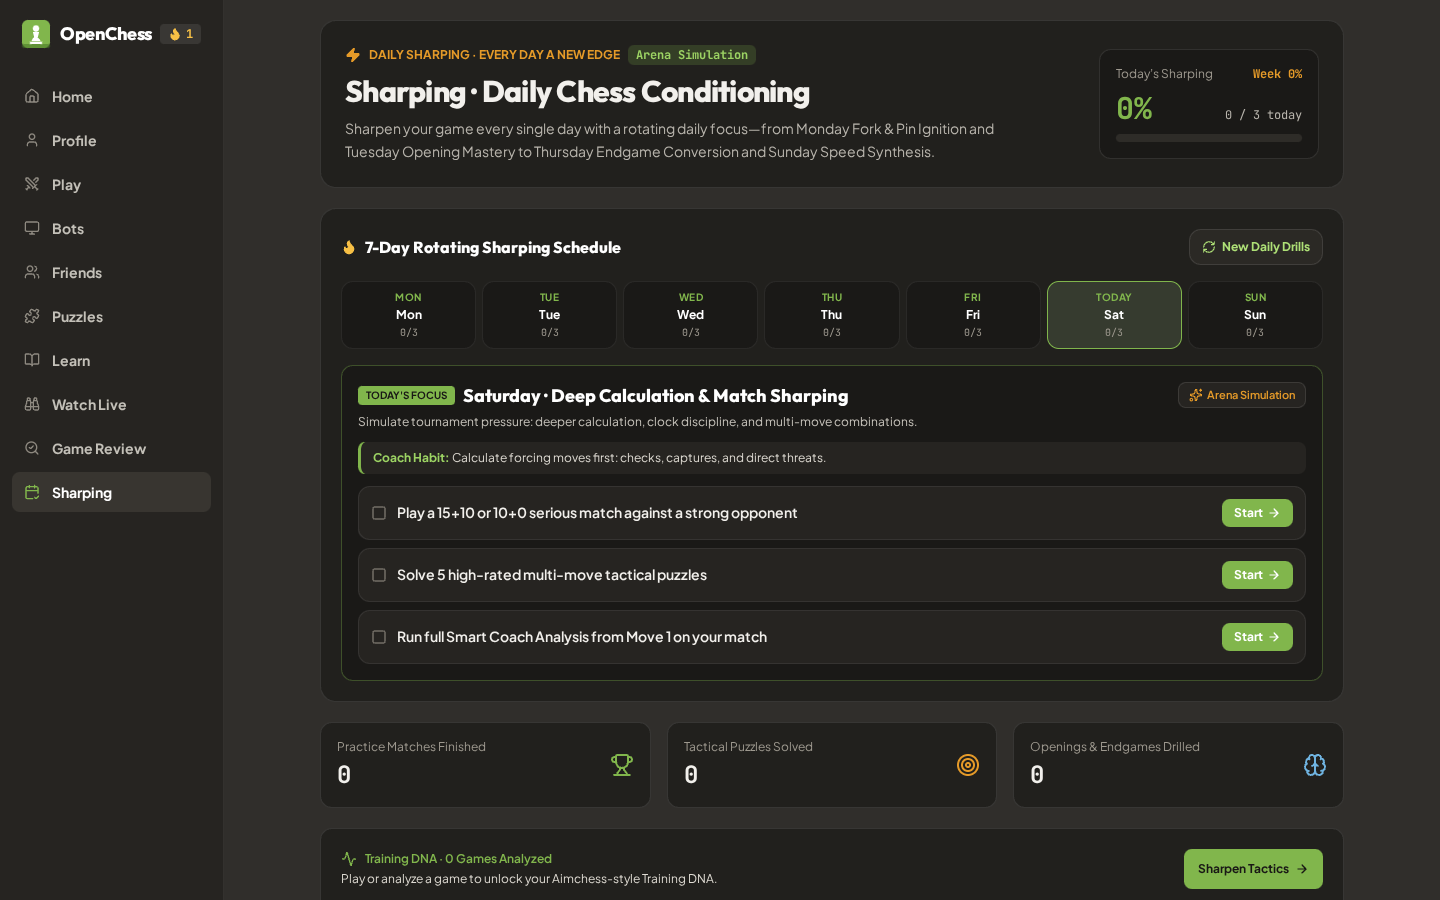 OpenChess
1
Home
Profile
Play
Bots
Friends
Puzzles
Learn
Watch Live
Game Review
Sharping
DAILY SHARPING · EVERY DAY A NEW EDGE
Arena Simulation
Sharping · Daily Chess Conditioning
Sharpen your game every single day with a rotating daily focus—from Monday Fork & Pin Ignition and
Tuesday Opening Mastery to Thursday Endgame Conversion and Sunday Speed Synthesis.
Today's Sharping
Week 0%
0%
0 / 3 today
7-Day Rotating Sharping Schedule
New Daily Drills
MON
Mon
0/3
TUE
Tue
0/3
WED
Wed
0/3
THU
Thu
0/3
FRI
Fri
0/3
TODAY
Sat
0/3
SUN
Sun
0/3
TODAY'S FOCUS
Saturday · Deep Calculation & Match Sharping
Arena Simulation
Simulate tournament pressure: deeper calculation, clock discipline, and multi-move combinations.
Coach Habit: Calculate forcing moves first: checks, captures, and direct threats.
Play a 15+10 or 10+0 serious match against a strong opponent
Start
Solve 5 high-rated multi-move tactical puzzles
Start
Run full Smart Coach Analysis from Move 1 on your match
Start
Practice Matches Finished
0
Tactical Puzzles Solved
0
Openings & Endgames Drilled
0
Training DNA · 0 Games Analyzed
Play or analyze a game to unlock your Aimchess-style Training DNA.
Sharpen Tactics